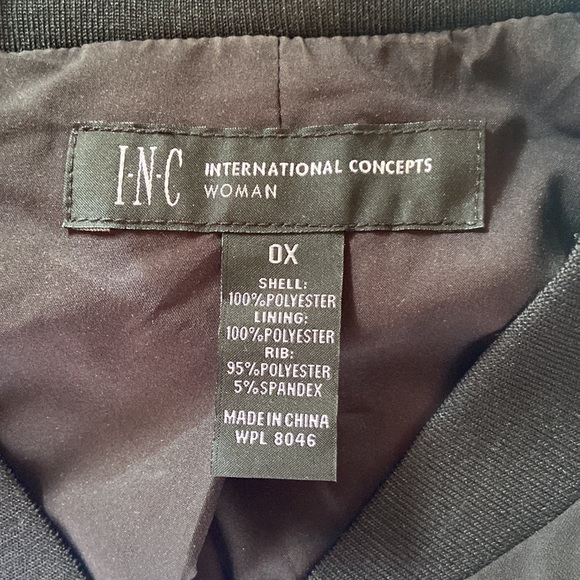 I·N·C INTERNATIONAL CONCEPTS
WOMAN
0X
SHELL:
100%POLYESTER
LINING:
100%POLYESTER
RIB:
95%POLYESTER
5%SPANDEX
MADE IN CHINA
WPL 8046